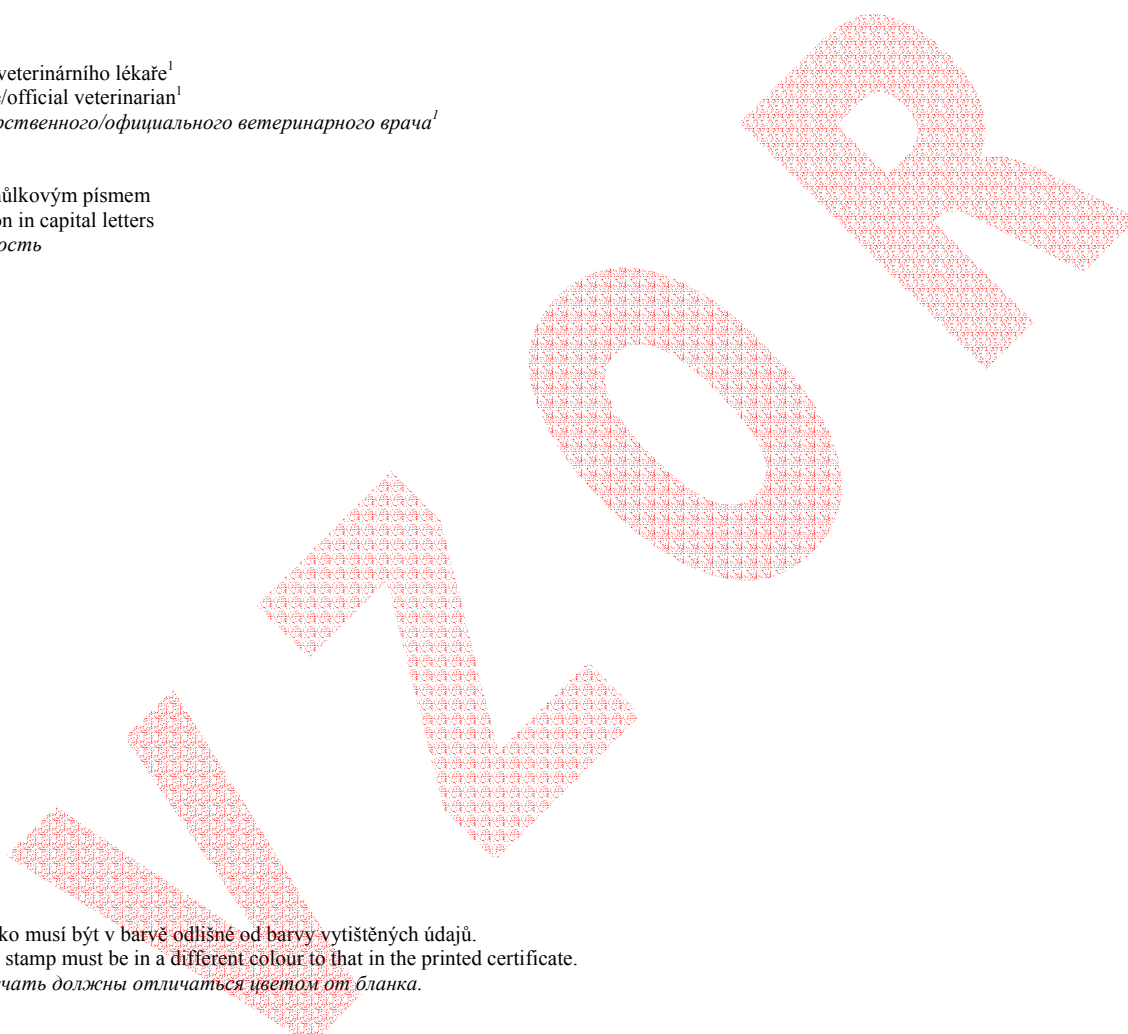 veterinárního lékaře¹
/official veterinarian¹
рственного/официального ветеринарного врача¹
ůlkovým písmem
n in capital letters
ость
ko musí být v barvě odlišné od barvy vytištěných údajů.
stamp must be in a different colour to that in the printed certificate.
чать должны отличаться цветом от бланка.
VZOR